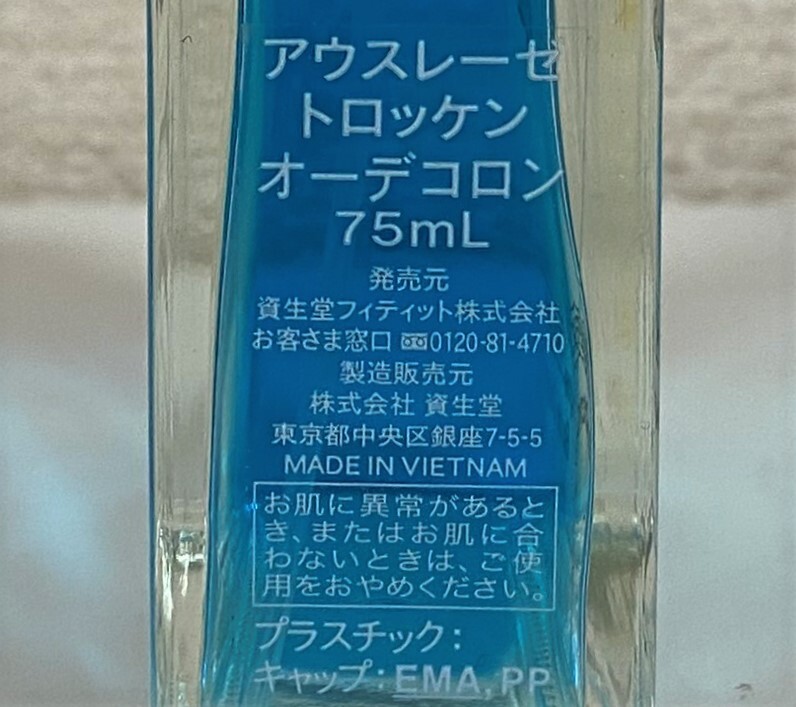 アウスレーゼ
トロッケン
オーデコロン
75mL
発売元
資生堂フィティット株式会社
お客さま窓口 0120-81-4710
製造販売元
株式会社 資生堂
東京都中央区銀座7-5-5
MADE IN VIETNAM
お肌に異常があると
き、またはお肌に合
わないときは、ご使
用をおやめください。
プラスチック:
キャップ:EMA, PP